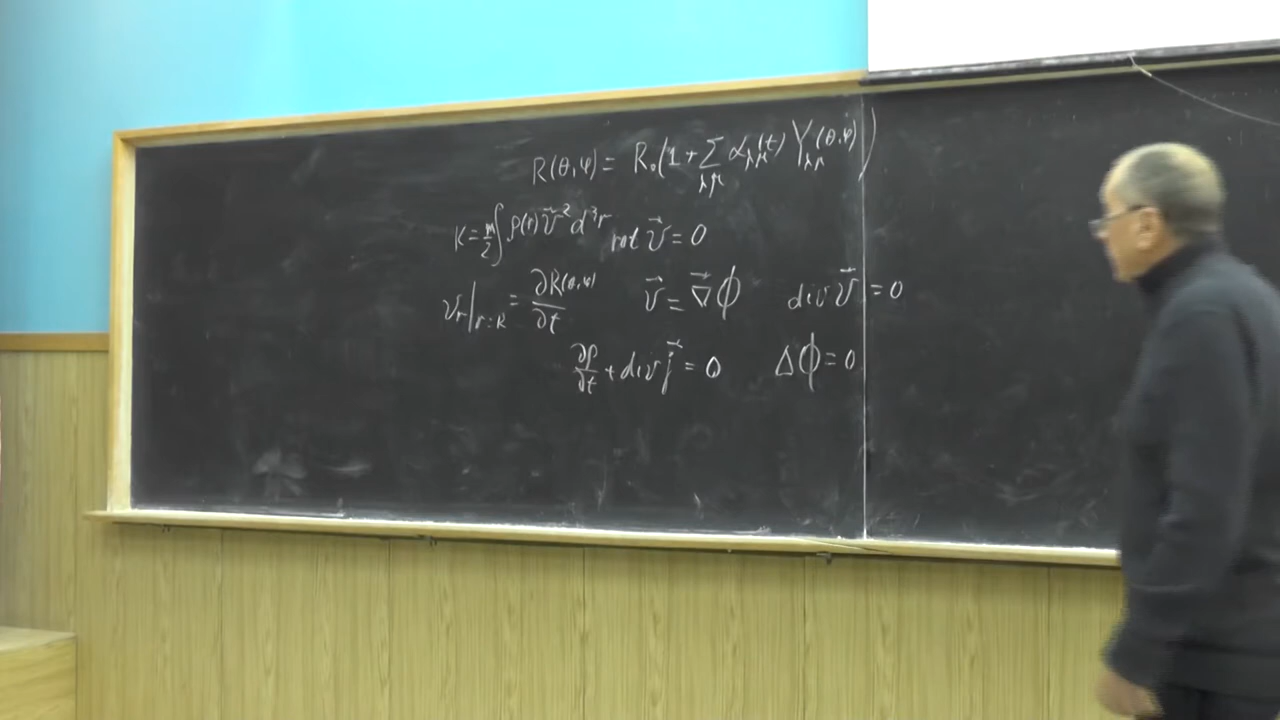 R(θ,φ) = R₀(1 + ∑_{λμ} α_{λμ}(t) Y_{λμ}(θ,φ))
K = m/2 ∫ ρ(r) v⃗² d³r rot v⃗ = 0
v_r|_{r=R} = ∂R(θ,φ)/∂t v⃗ = ∇⃗ϕ div v⃗ = 0
∂ρ/∂t + div j⃗ = 0 Δϕ = 0